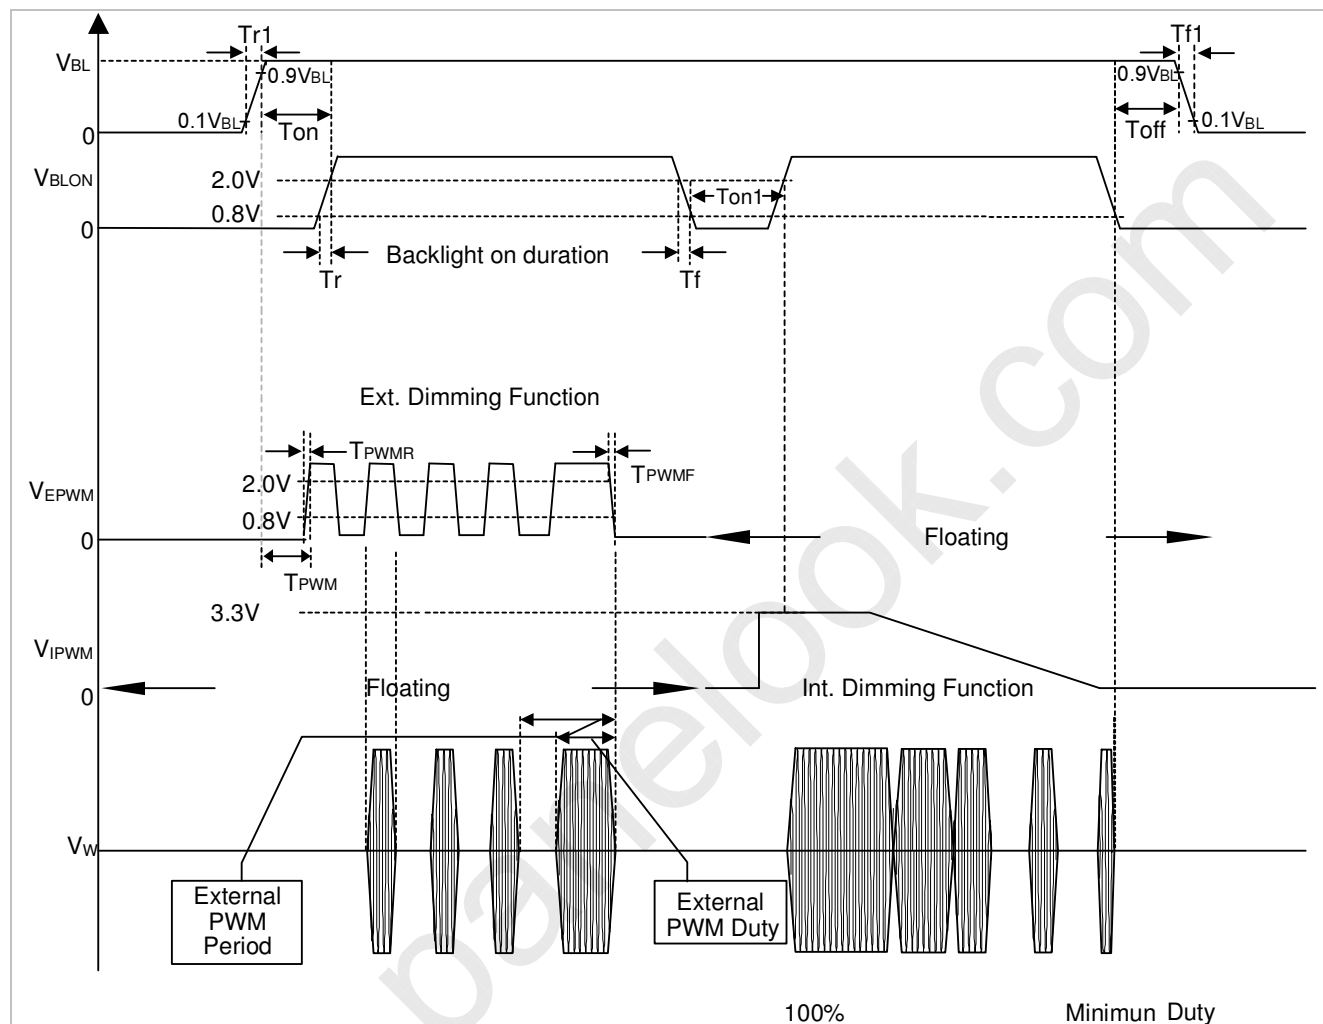 Tr1
Tf1
VBL
0.9VBL
0.9VBL
0.1VBL
Ton
Toff
0.1VBL
0
VBLON
2.0V
Ton1
0.8V
0
Backlight on duration
Tr
Tf
Ext. Dimming Function
TPWMR
TPWMF
VEPWM
2.0V
0.8V
0
Floating
TPWM
3.3V
VIPWM
0
Floating
Int. Dimming Function
VW
External
PWM
Period
External
PWM Duty
100%
Minimun Duty
panelook.com